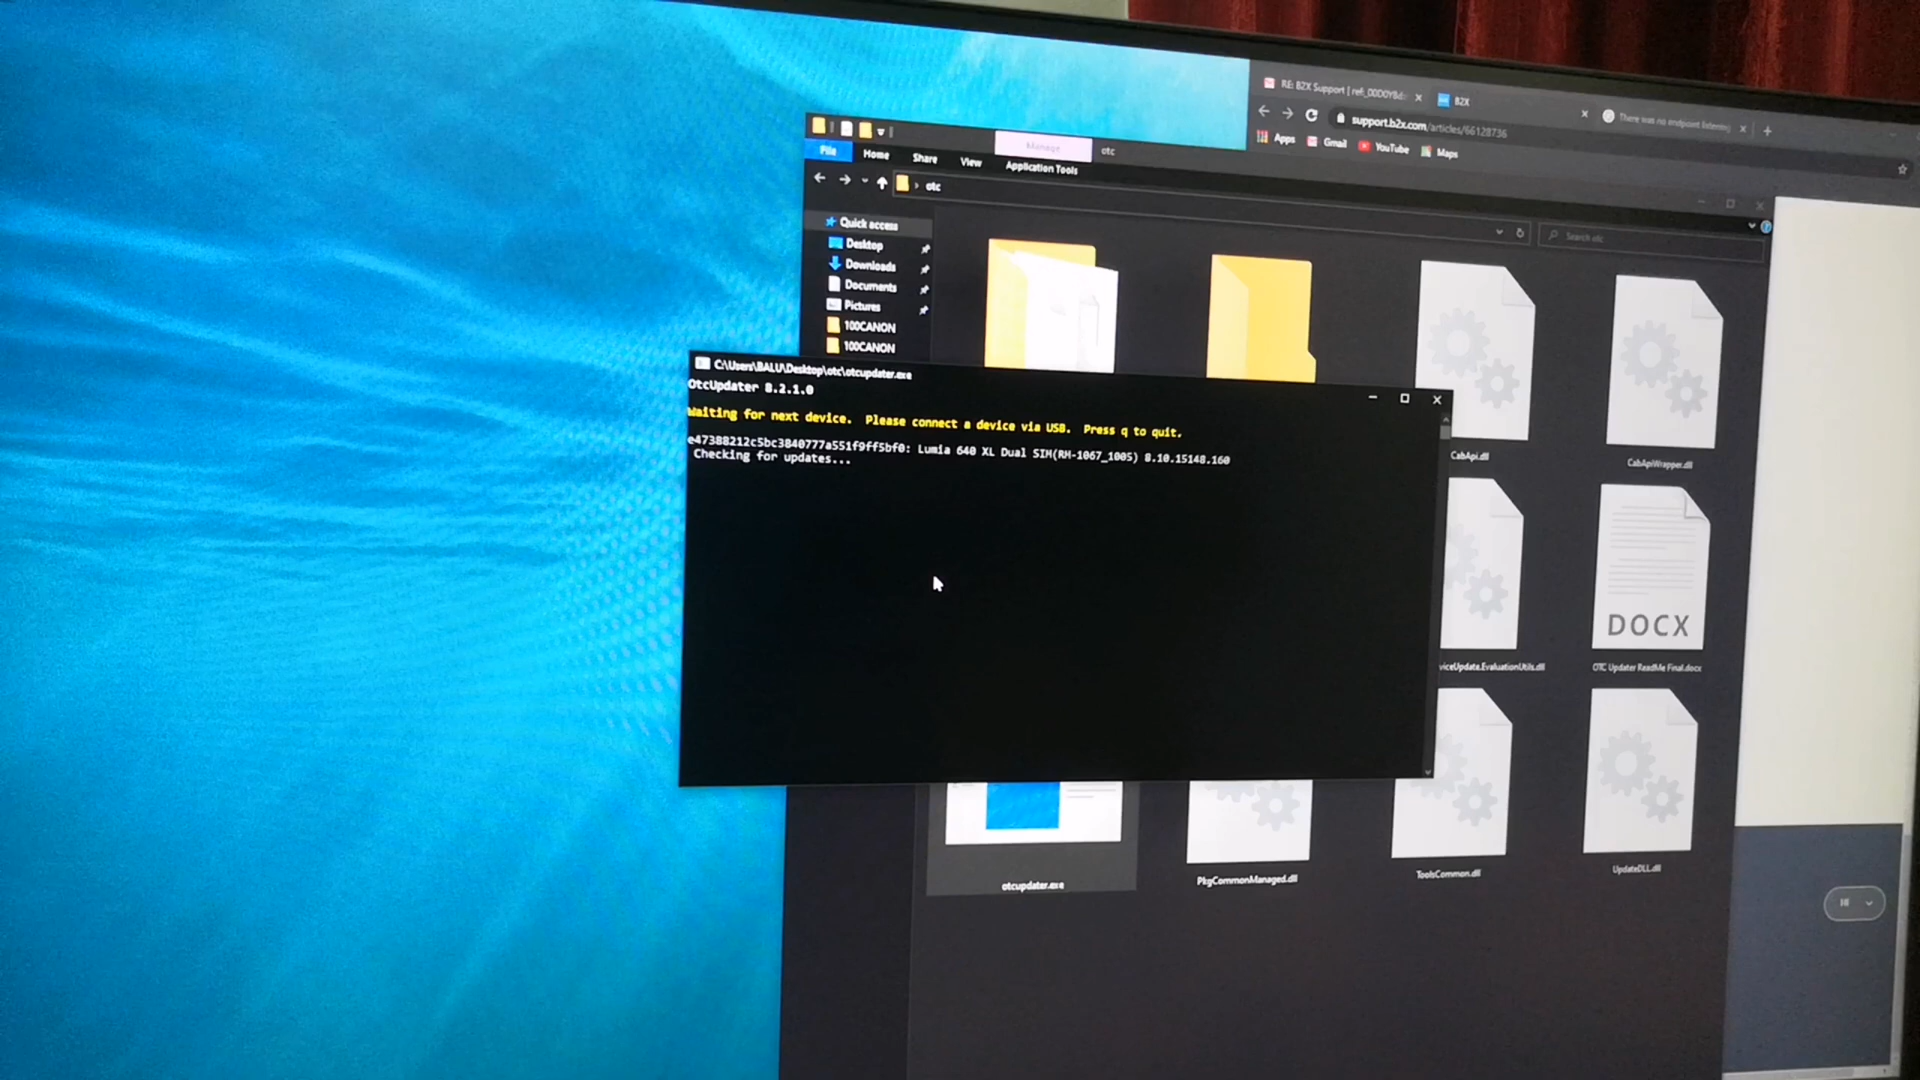 RE: B2X Support [ ref:_00D0Y8d
B2X
There was no endpoint listening
support.b2x.com/articles/66128736
Apps
Gmail
YouTube
Maps
Manage
otc
File
Home
Share
View
Application Tools
otc
Search otc
Quick access
Desktop
Downloads
Documents
Pictures
100CANON
100CANON
C:\Users\BALU\Desktop\otc\otcupdater.exe
OtcUpdater 8.2.1.0
Waiting for next device.  Please connect a device via USB.  Press q to quit.
e47388212c5bc3840777a551f9ff5bf0: Lumia 640 XL Dual SIM(RM-1067_1005) 8.10.15148.160
Checking for updates...
CabApi.dll
CabApiWrapper.dll
DOCX
viceUpdate.EvaluationUtils.dll
OTC Updater ReadMe Final.docx
otcupdater.exe
PkgCommonManaged.dll
ToolsCommon.dll
UpdateDLL.dll